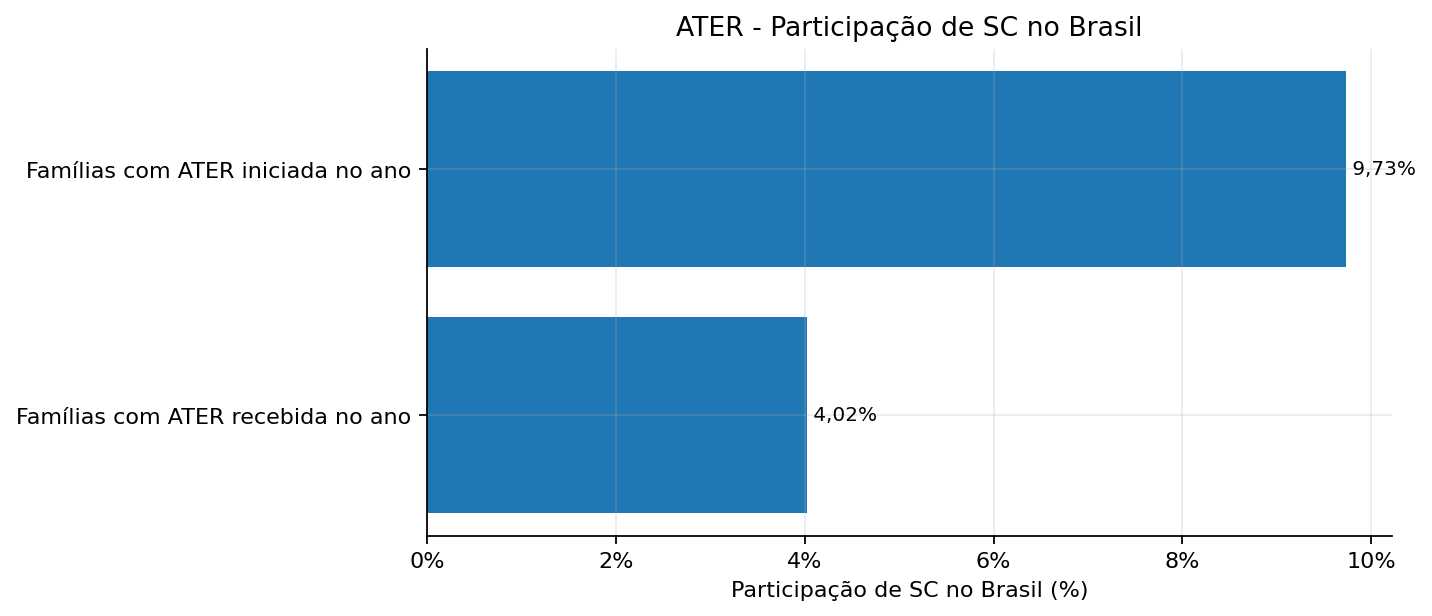 ATER - Participação de SC no Brasil
Famílias com ATER iniciada no ano
9,73%
Famílias com ATER recebida no ano
4,02%
0%
2%
4%
6%
8%
10%
Participação de SC no Brasil (%)